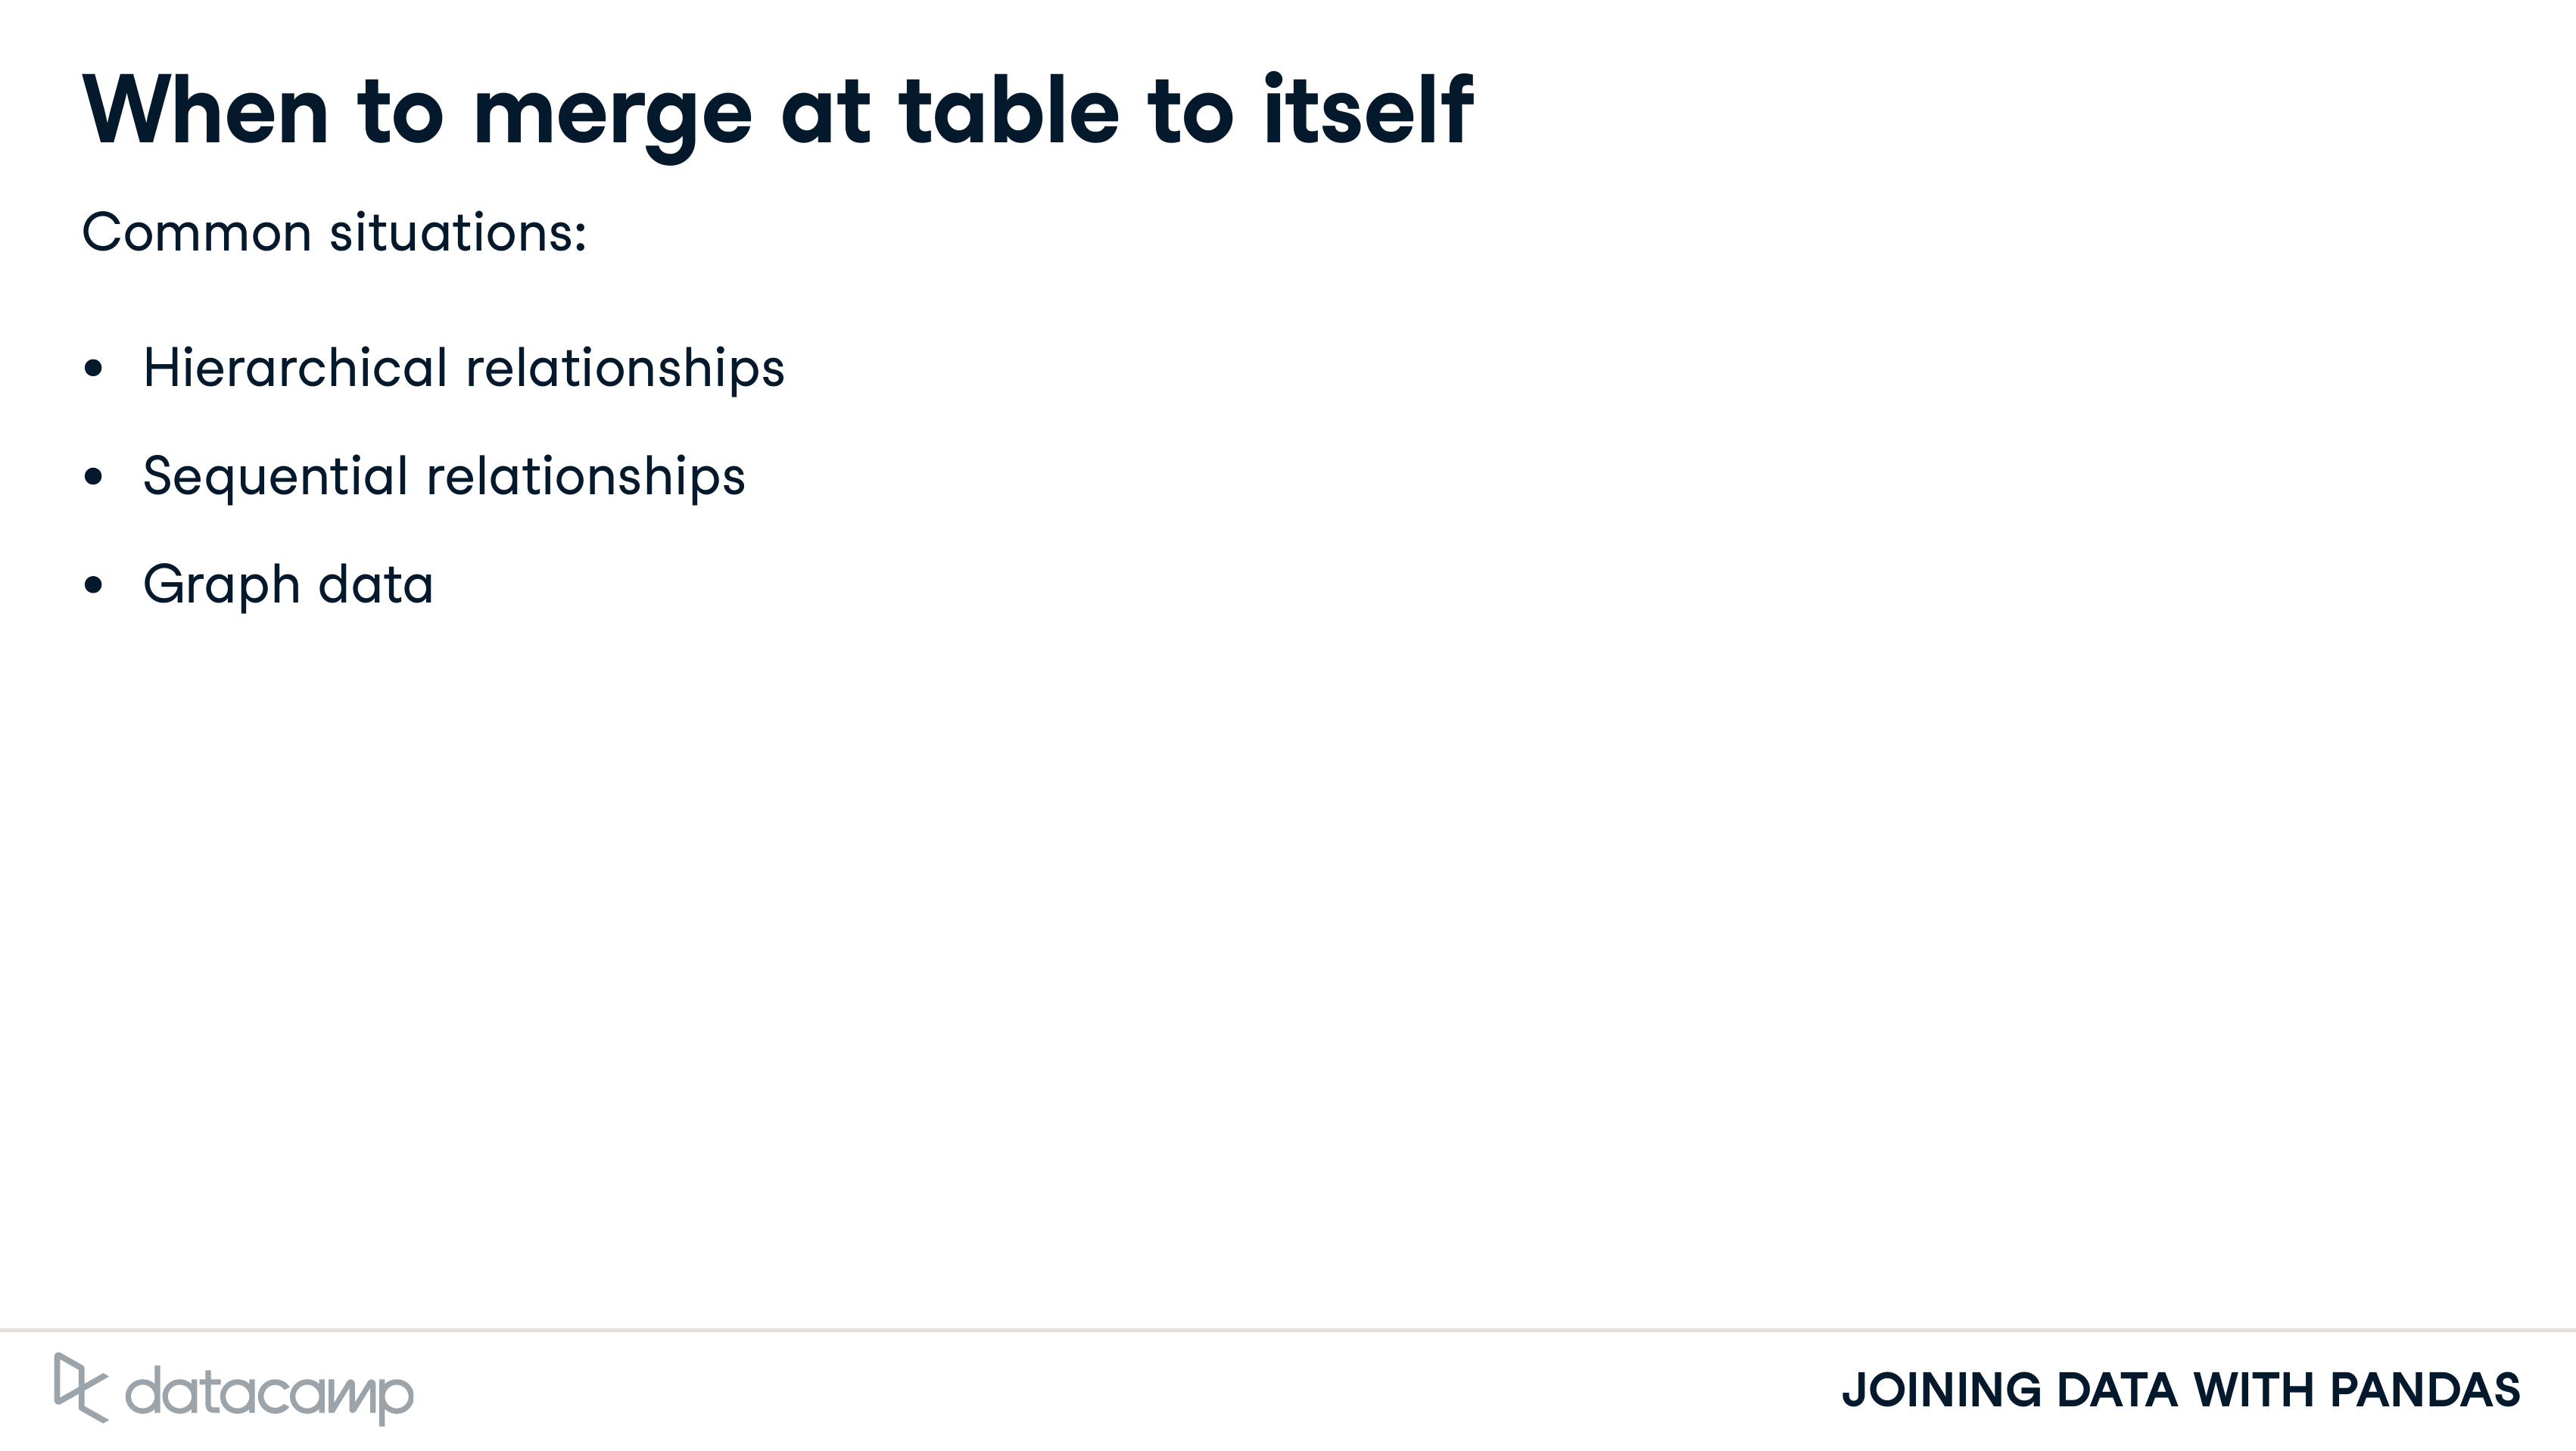 When to merge at table to itself
Common situations:
• Hierarchical relationships
• Sequential relationships
• Graph data
datacamp
JOINING DATA WITH PANDAS